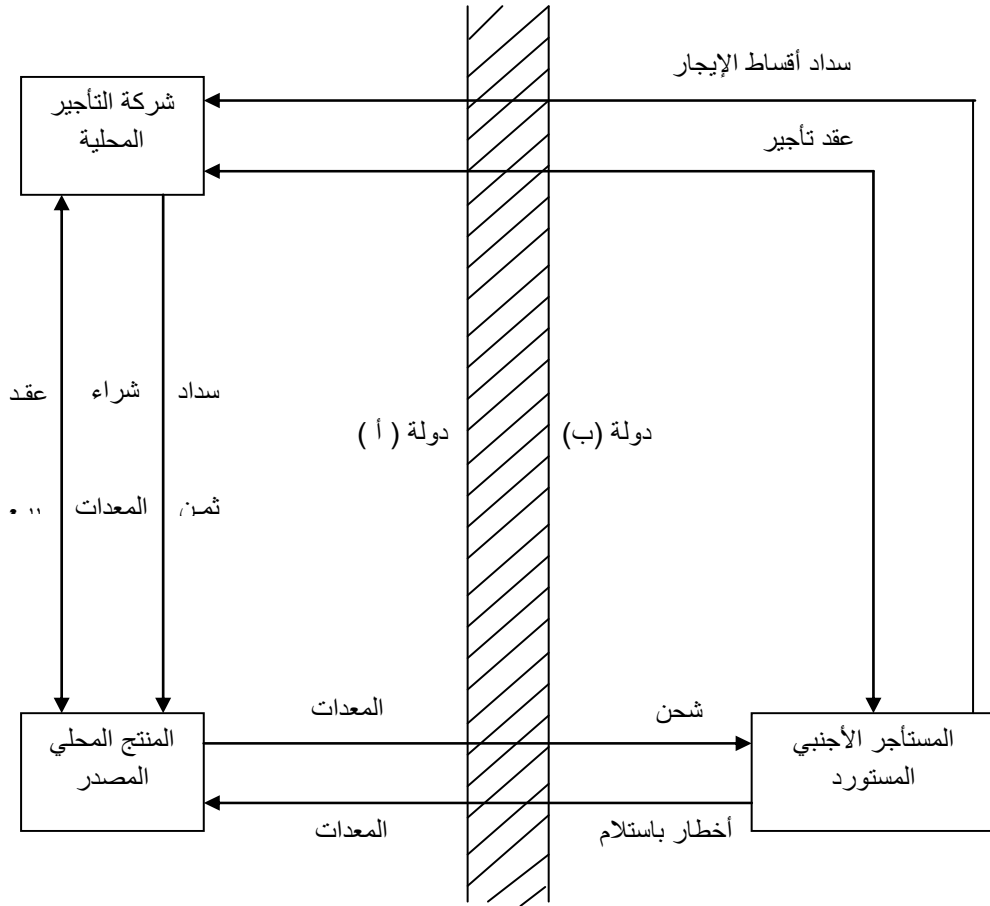 سداد أقساط الإيجار
شركة التأجير
المحلية
عقد تأجير
سداد شراء عقد
دولة (ب) دولة ( أ )
ثمن المعدات
شحن المعدات
المستأجر الأجنبي
المستورد
المنتج المحلي
المصدر
أخطار باستلام المعدات